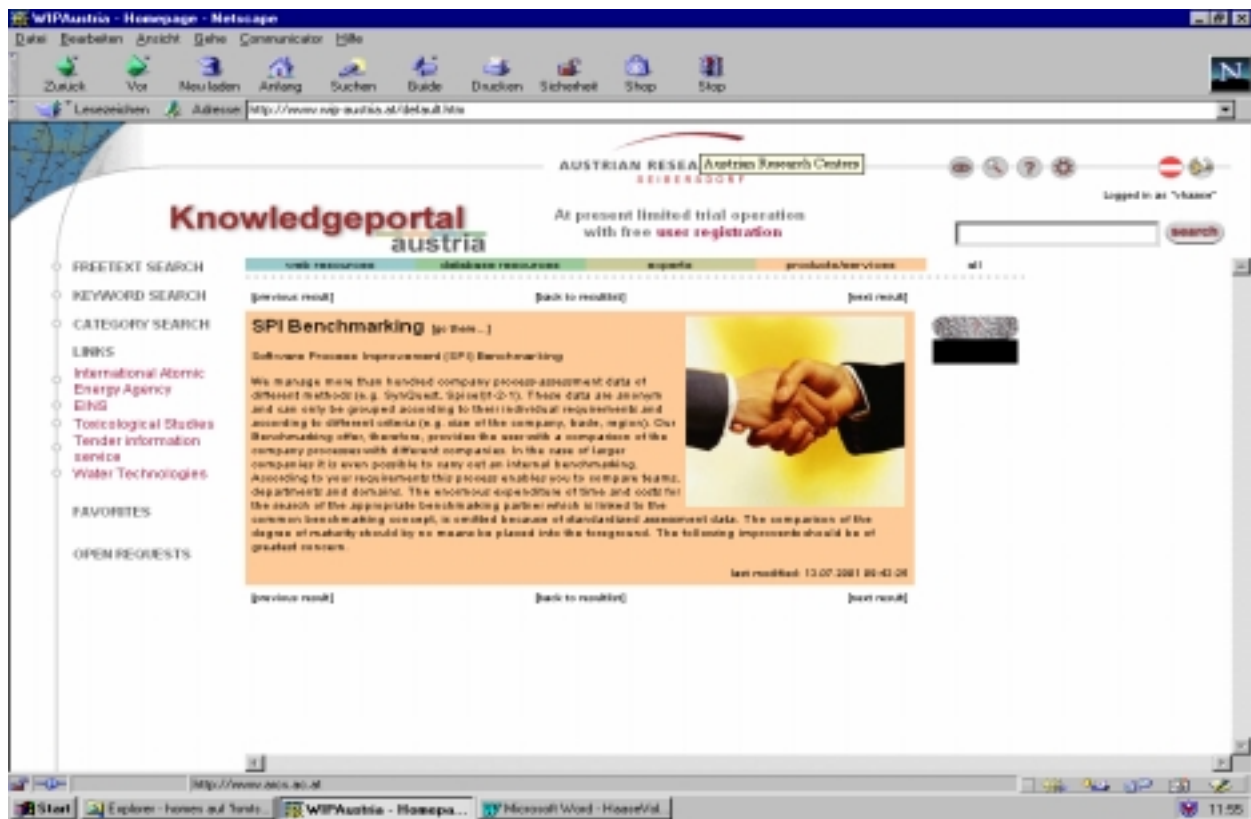 WIPAustria - Homepage - Netscape
Datei Bearbeiten Ansicht Gehe Communicator Hilfe
Zurück Vor Neu laden Anfang Suchen Guide Drucken Sicherheit Shop Stop
Lesezeichen Adresse http://www.wip-austria.at/default.htm
AUSTRIAN RESEA Austrian Research Centers
SEIBERSDORF
Logged in as
Knowledgeportal
austria
At present limited trial operation
with free user registration
search
web resources database resources experts products/services all
FREETEXT SEARCH
KEYWORD SEARCH
CATEGORY SEARCH
LINKS
International Atomic
Energy Agency
EINS
Toxicological Studies
Tender information
service
Water Technologies
FAVORITES
OPEN REQUESTS
[previous result] [back to resultlist] [next result]
SPI Benchmarking [go there...]
Software Process Improvement (SPI) Benchmarking
We manage more than hundred company process-assessment data of
different methods (e.g. SynQuest, These data are anonym
and can only be grouped according to their individual requirements and
according to different criteria (e.g. size of the company, trade, region). Our
Benchmarking offer, therefore, provides the user with a comparison of the
company processes with different companies. In the case of larger
companies it is even possible to carry out an internal benchmarking.
According to your requirements this process enables you to compare teams,
departments and domains. The enormous expenditure of time and costs for
the search of the appropriate benchmarking partner which is linked to the
common benchmarking concept, is omitted because of standardized assessment data. The comparison of the
degree of maturity should by no means be placed into the foreground. The following improvements should be of
greatest concern.
last modified: 13.07.2001
[previous result] [back to resultlist] [next result]
http://www.arcs.ac.at
Start Explorer - homes auf WIPAustria - Homepa... Microsoft Word - HaaseVal... 11:55